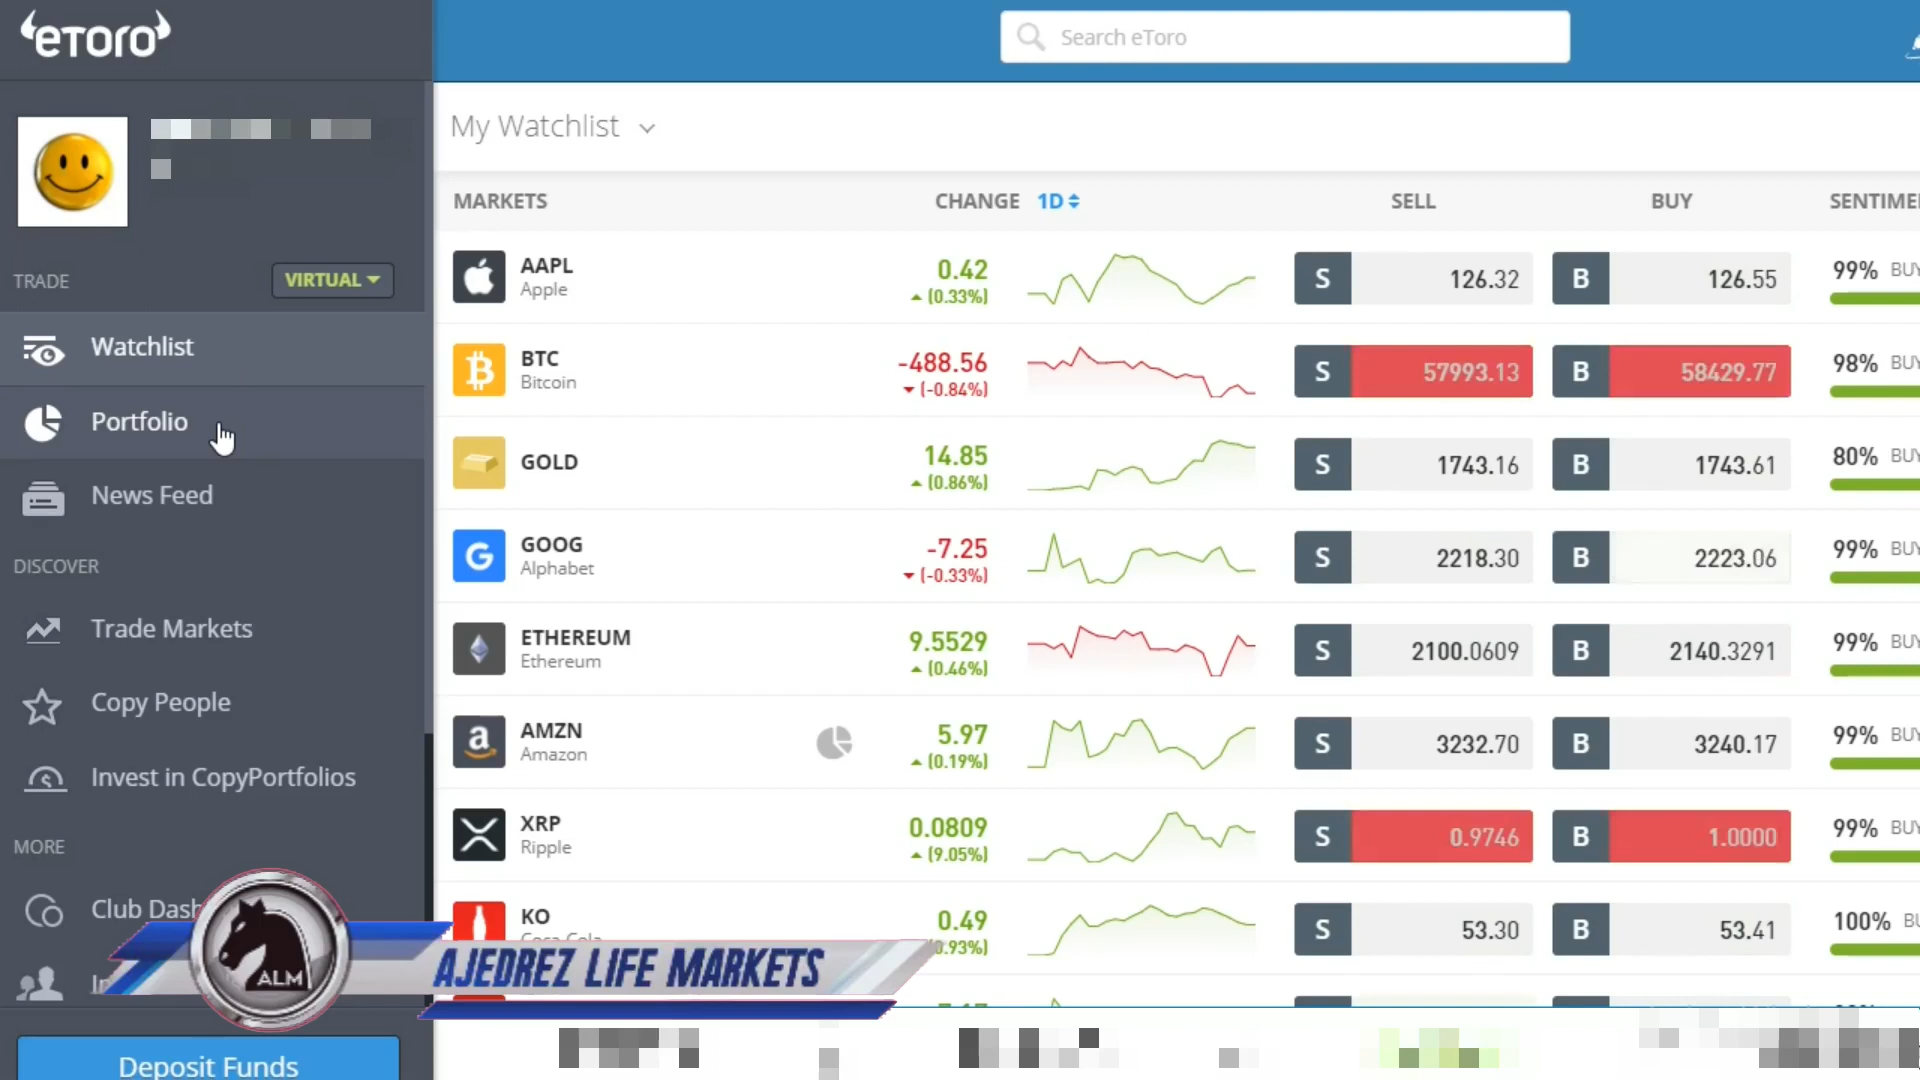 eToro
Search eToro
My Watchlist
MARKETS CHANGE 1D SELL BUY
TRADE VIRTUAL
Watchlist
Portfolio
News Feed
DISCOVER
Trade Markets
Copy People
Invest in CopyPortfolios
MORE
Club
Deposit Funds
AAPL 0.42 S 126.32 B 126.55 99%
Apple (0.33%)
BTC -488.56 S 57993.13 B 58429.77 98%
Bitcoin (-0.84%)
GOLD 14.85 S 1743.16 B 1743.61 80%
(0.86%)
GOOG -7.25 S 2218.30 B 2223.06 99%
Alphabet (-0.33%)
ETHEREUM 9.5529 S 2100.0609 B 2140.3291 99%
Ethereum (0.46%)
AMZN 5.97 S 3232.70 B 3240.17 99%
Amazon (0.19%)
XRP 0.0809 S 0.9746 B 1.0000 99%
Ripple (9.05%)
KO 0.49 S 53.30 B 53.41 100%
0.93%)
ALM
AJEDREZ LIFE MARKETS